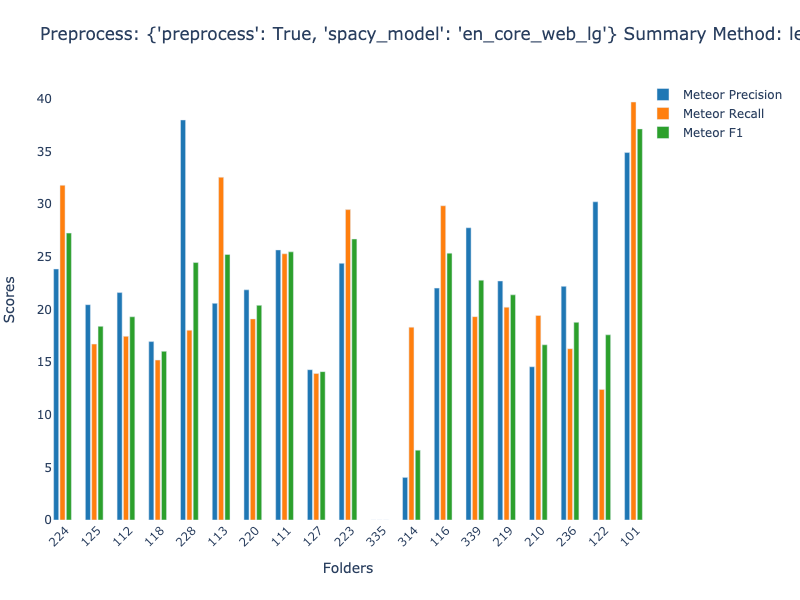 Preprocess: {'preprocess': True, 'spacy_model': 'en_core_web_lg'} Summary Method: le
Meteor Precision
Meteor Recall
Meteor F1
40
35
30
25
20
15
10
5
0
Scores
224 125 112 118 228 113 220 111 127 223 335 314 116 339 219 210 236 122 101
Folders